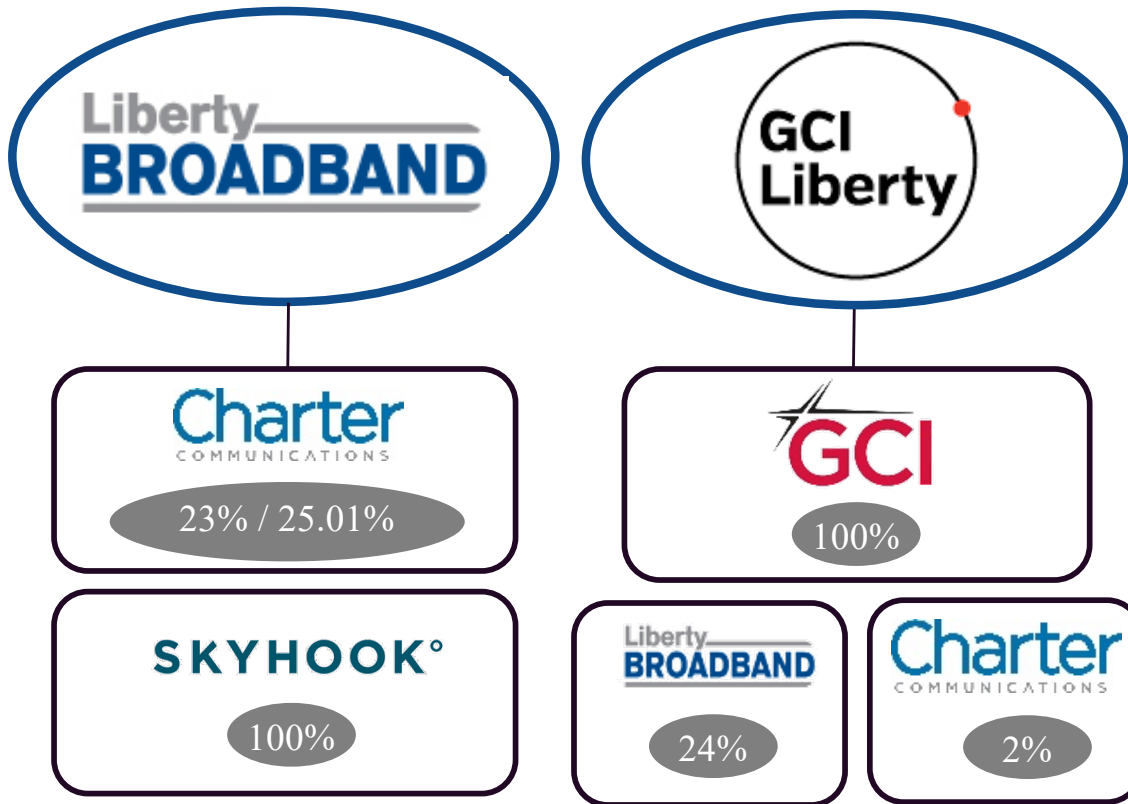 Liberty
BROADBAND
GCI
Liberty
Charter
COMMUNICATIONS
23% / 25.01%
GCI
100%
SKYHOOK°
100%
Liberty
BROADBAND
24%
Charter
COMMUNICATIONS
2%